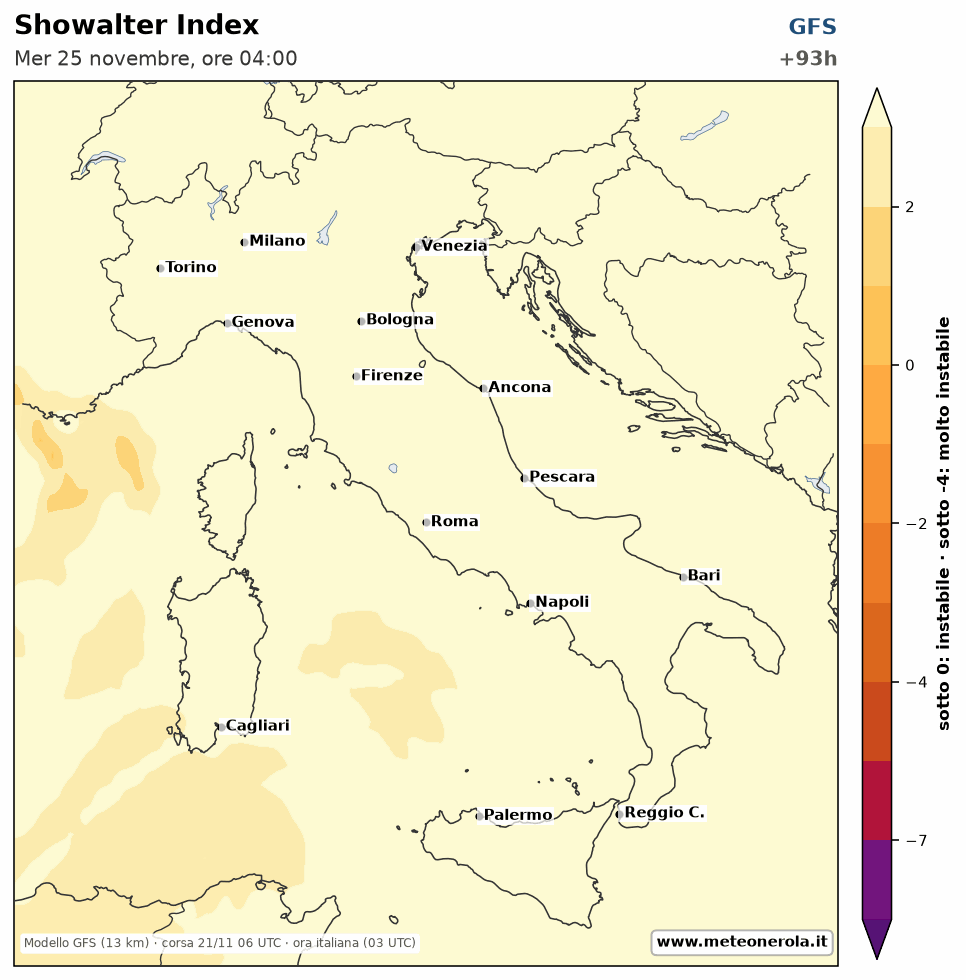 Showalter Index
GFS
Mer 25 novembre, ore 04:00
+93h
Milano
Venezia
Torino
Genova
Bologna
Firenze
Ancona
Pescara
Roma
Bari
Napoli
Cagliari
Palermo
Reggio C.
2
0
−2
−4
−7
sotto 0: instabile · sotto -4: molto instabile
Modello GFS (13 km) · corsa 21/11 06 UTC · ora italiana (03 UTC)
www.meteonerola.it